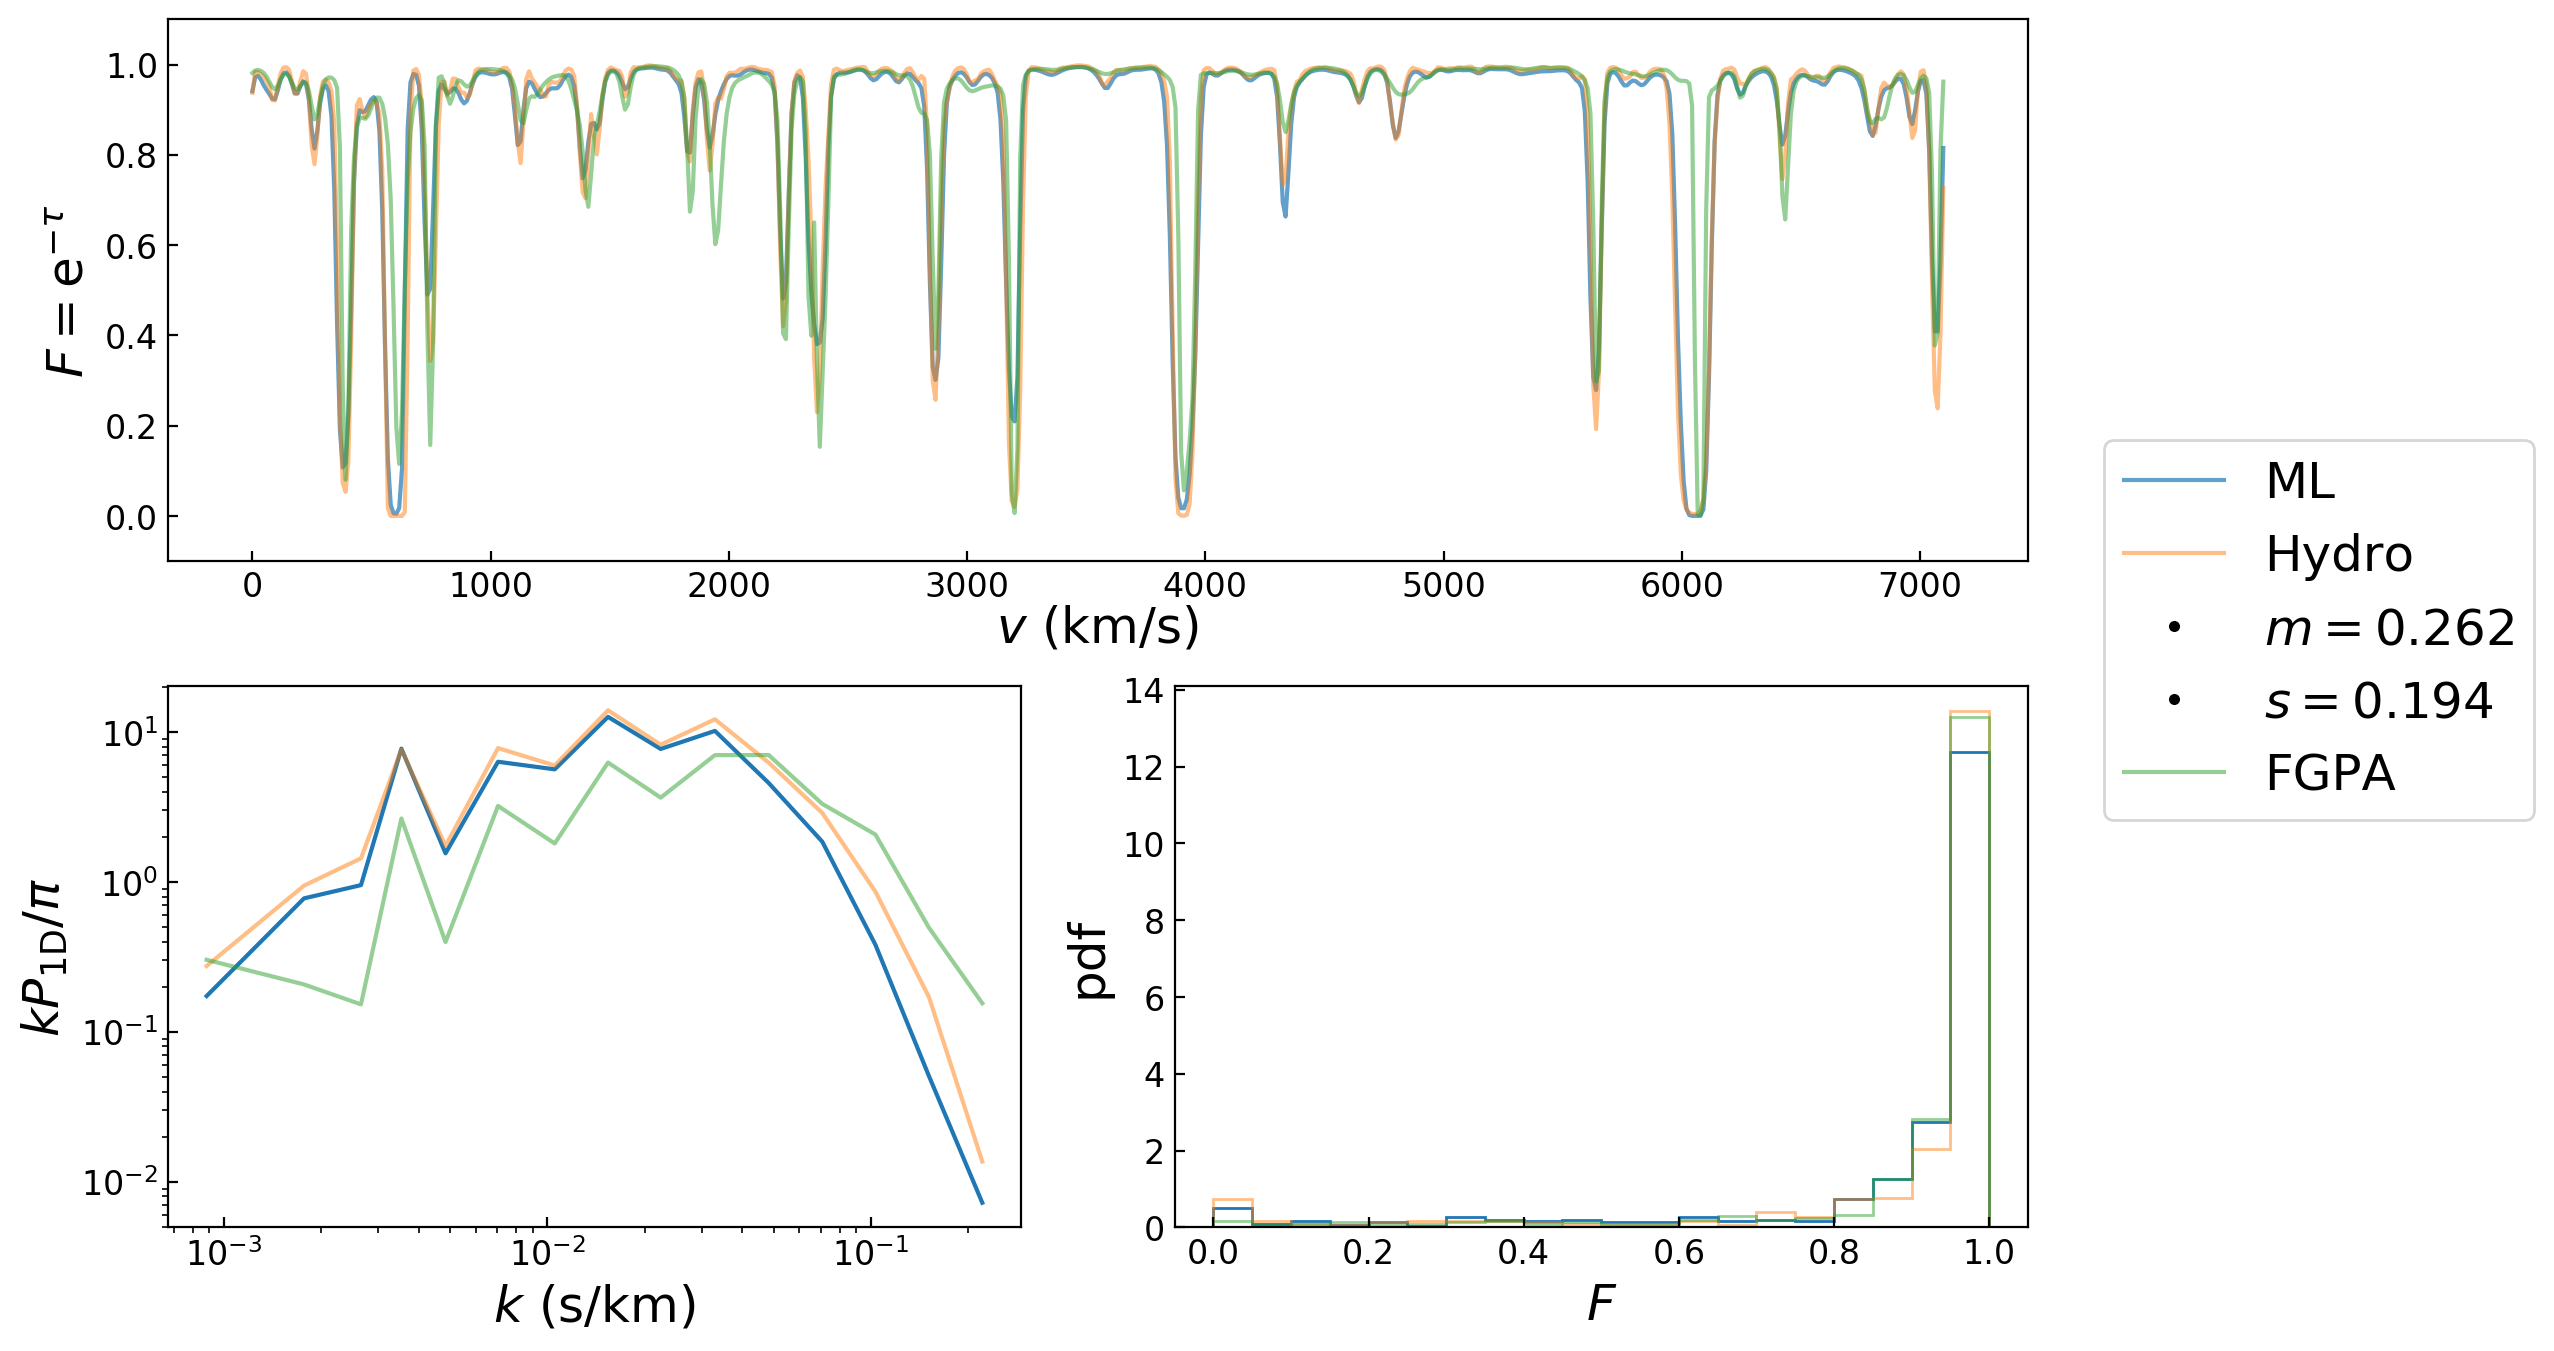 1.0
0.8
0.6
0.4
0.2
0.0
F = e^{−τ}
0 1000 2000 3000 4000 5000 6000 7000
v (km/s)
ML
Hydro
m = 0.262
s = 0.194
FGPA
10^1
10^0
10^{−1}
10^{−2}
kP_{1D}/π
10^{−3} 10^{−2} 10^{−1}
k (s/km)
14
12
10
8
6
4
2
0
pdf
0.0 0.2 0.4 0.6 0.8 1.0
F